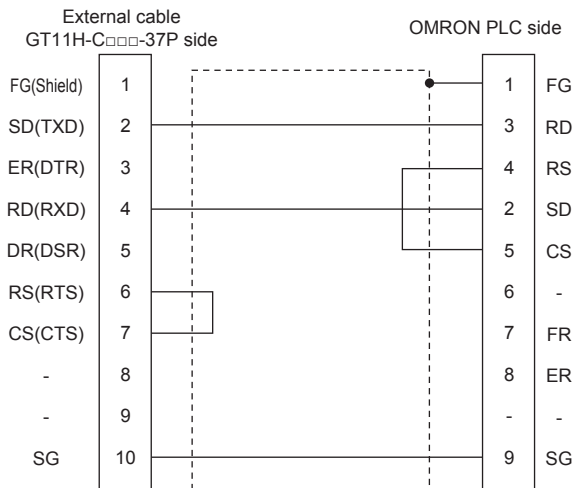 External cable
GT11H-C□□□-37P side
OMRON PLC side
FG(Shield) 1 1 FG
SD(TXD) 2 3 RD
ER(DTR) 3 4 RS
RD(RXD) 4 2 SD
DR(DSR) 5 5 CS
RS(RTS) 6 6 -
CS(CTS) 7 7 FR
- 8 8 ER
- 9 - -
SG 10 9 SG